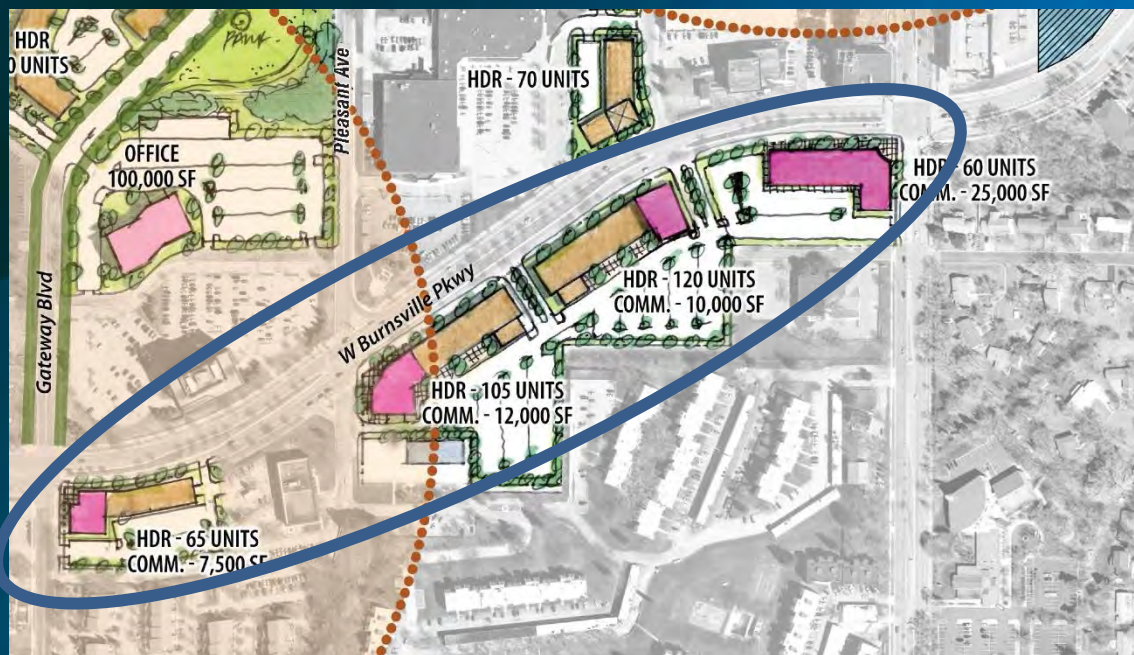 HDR
0 UNITS
PARK
Pleasant Ave
HDR - 70 UNITS
OFFICE
100,000 SF
HDR - 60 UNITS
COMM. - 25,000 SF
Gateway Blvd
W Burnsville Pkwy
HDR - 120 UNITS
COMM. - 10,000 SF
HDR - 105 UNITS
COMM. - 12,000 SF
HDR - 65 UNITS
COMM. - 7,500 SF